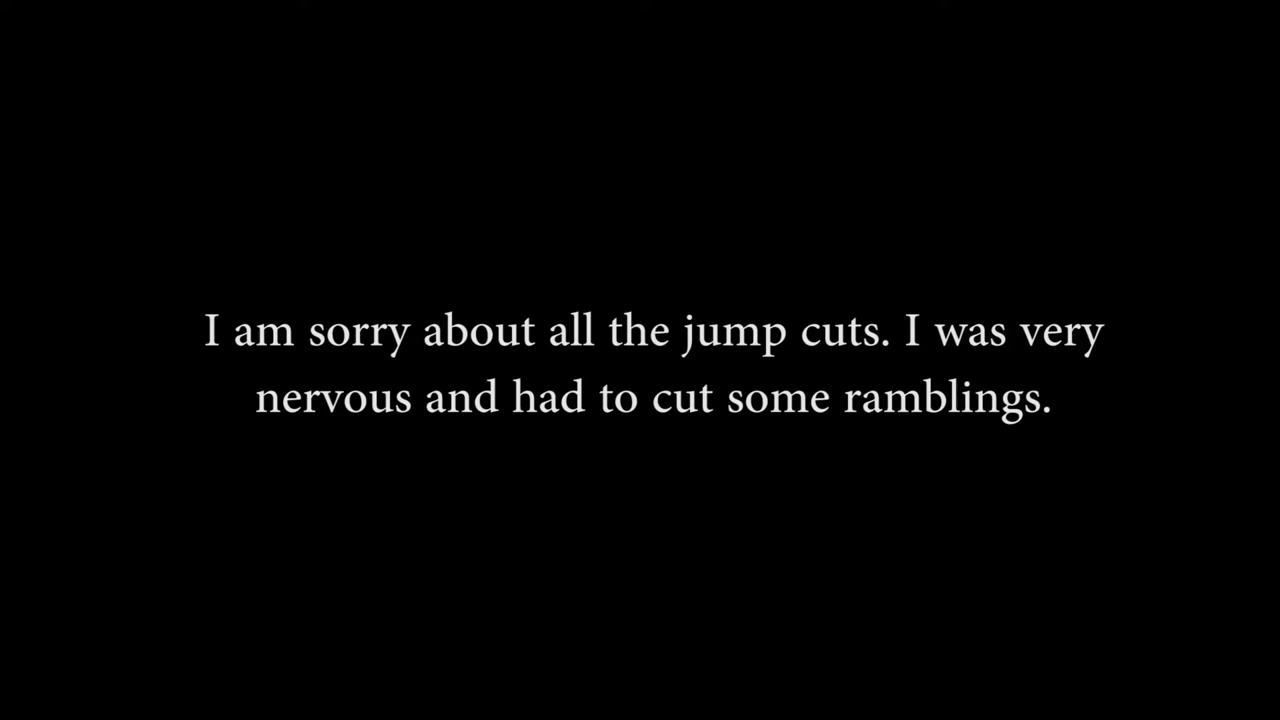 I am sorry about all the jump cuts. I was very
nervous and had to cut some ramblings.